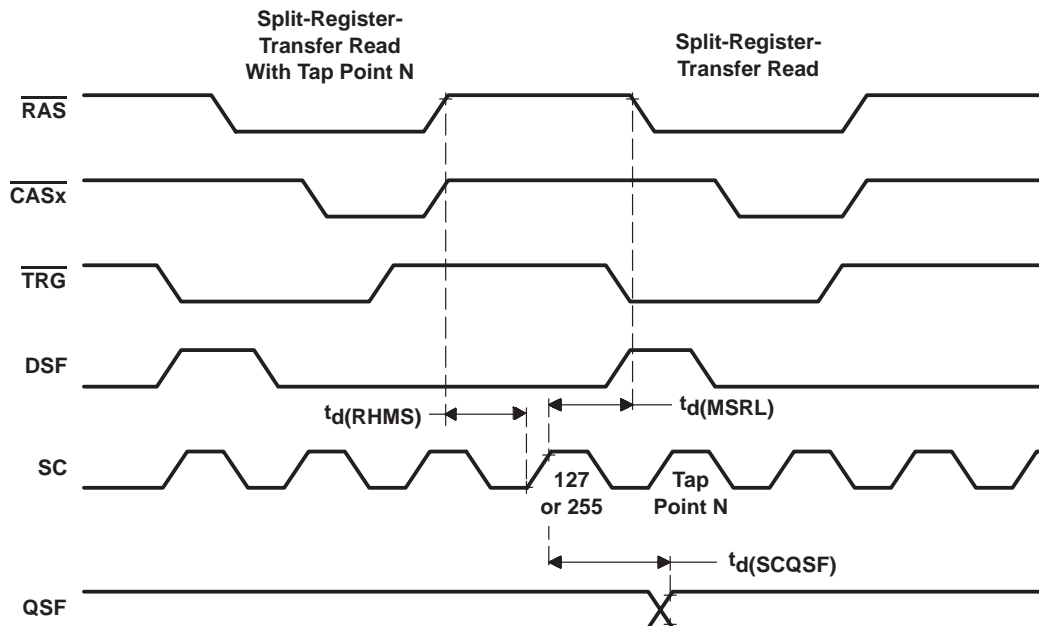 Split-Register-
Transfer Read
With Tap Point N
Split-Register-
Transfer Read
RAS
CASx
TRG
DSF
td(RHMS)
td(MSRL)
SC
127
or 255
Tap
Point N
td(SCQSF)
QSF